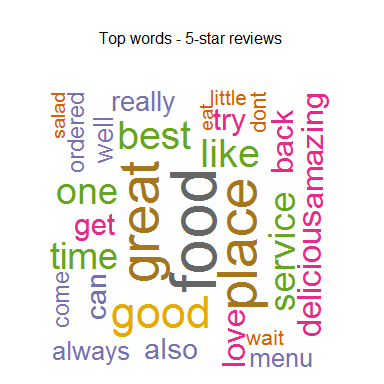 Top words - 5-star reviews
salad
ordered
well
really
best
eat
little
try
dont
like
back
amazing
one
great
food
place
service
delicious
get
time
come
can
good
love
wait
always
also
menu